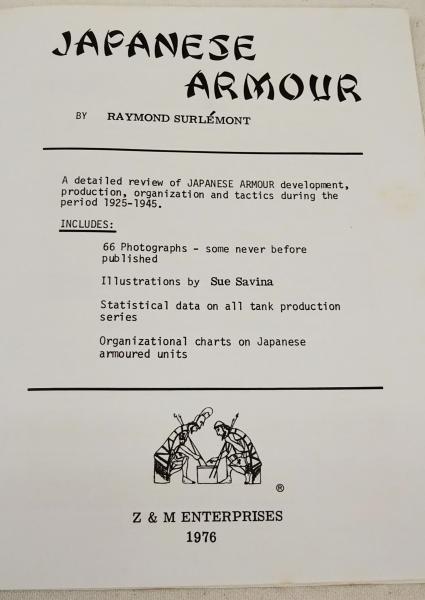 JAPANESE
ARMOUR
BY RAYMOND SURLÉMONT
A detailed review of JAPANESE ARMOUR development,
production, organization and tactics during the
period 1925-1945.
INCLUDES:
66 Photographs - some never before
published
Illustrations by Sue Savina
Statistical data on all tank production
series
Organizational charts on Japanese
armoured units
®
Z & M ENTERPRISES
1976